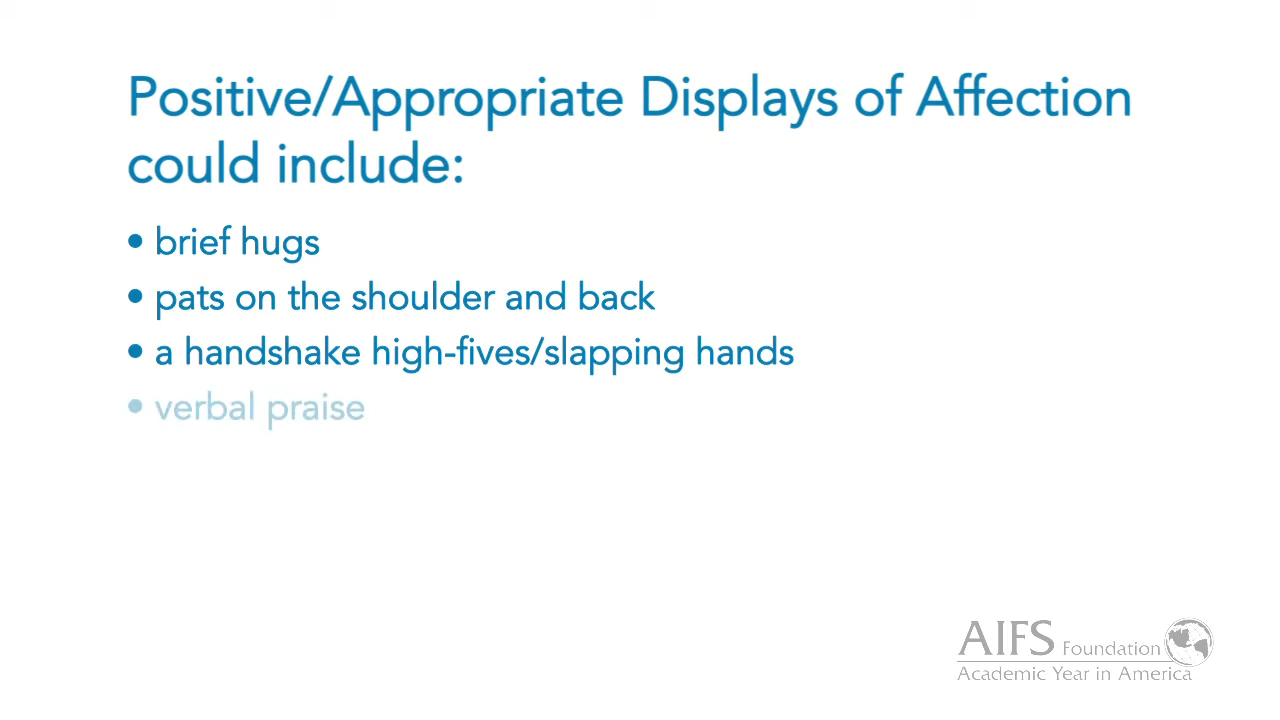 Positive/Appropriate Displays of Affection
could include:
• brief hugs
• pats on the shoulder and back
• a handshake high-fives/slapping hands
• verbal praise
AIFS Foundation
Academic Year in America